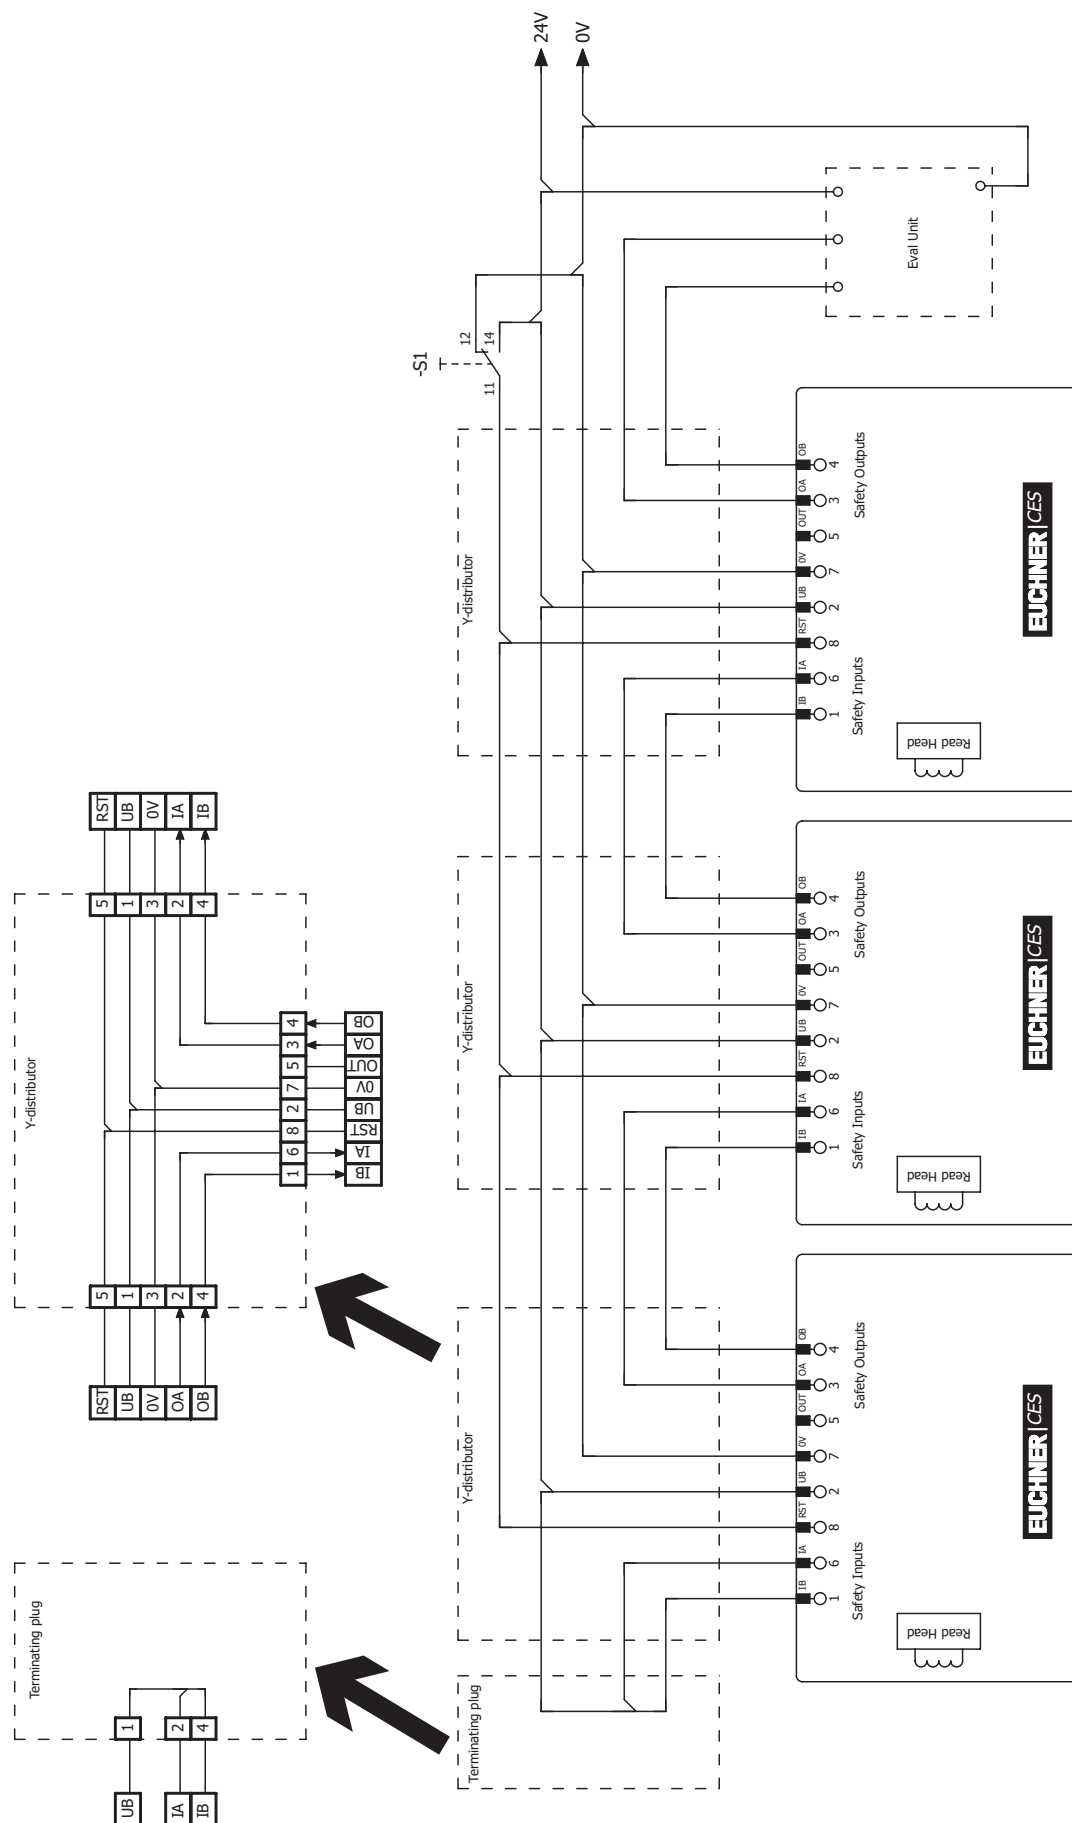 24V
0V
Eval Unit
-S1
12
14
11
Y-distributor
OB
OA
OUT
0V
UB
RST
IA
IB
4
3
5
7
2
8
6
1
Safety Outputs
Safety Inputs
Read Head
EUCHNER|CES
Y-distributor
OB
OA
OUT
0V
UB
RST
IA
IB
4
3
5
7
2
8
6
1
Safety Outputs
Safety Inputs
Read Head
EUCHNER|CES
Y-distributor
OB
OA
OUT
0V
UB
RST
IA
IB
4
3
5
7
2
8
6
1
Safety Outputs
Safety Inputs
Read Head
EUCHNER|CES
Terminating plug
RST
UB
0V
IA
IB
5
1
3
2
4
Y-distributor
4
3
5
7
2
8
6
1
OB
OA
OUT
0V
UB
RST
IA
IB
5
1
3
2
4
RST
UB
0V
OA
OB
Terminating plug
1
2
4
UB
IA
IB